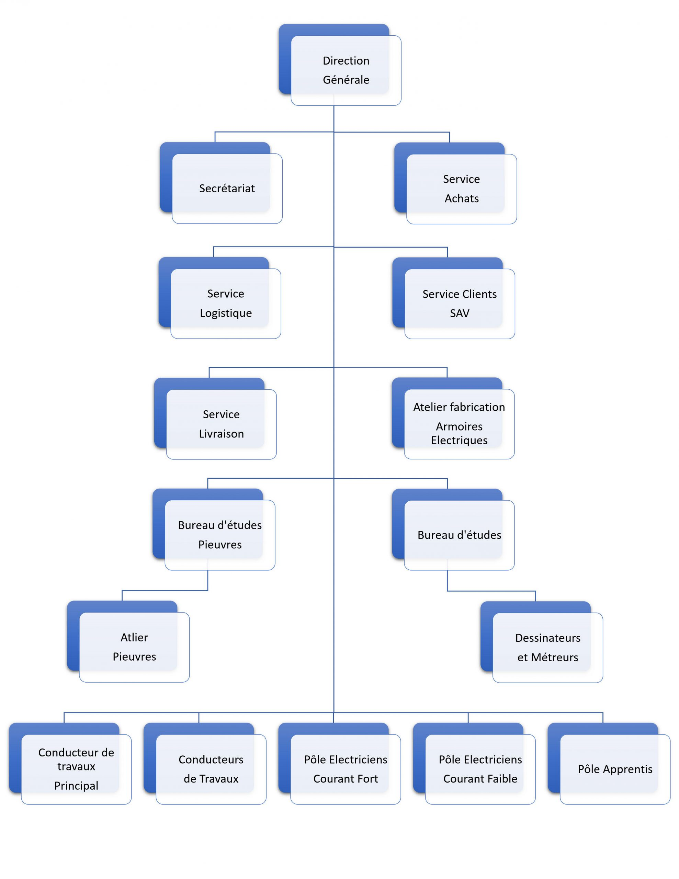 Direction
Générale
Secrétariat
Service
Achats
Service
Logistique
Service Clients
SAV
Service
Livraison
Atelier fabrication
Armoires
Electriques
Bureau d'études
Pieuvres
Bureau d'études
Atlier
Pieuvres
Dessinateurs
et Métreurs
Conducteur de
travaux
Principal
Conducteurs
de Travaux
Pôle Electriciens
Courant Fort
Pôle Electriciens
Courant Faible
Pôle Apprentis